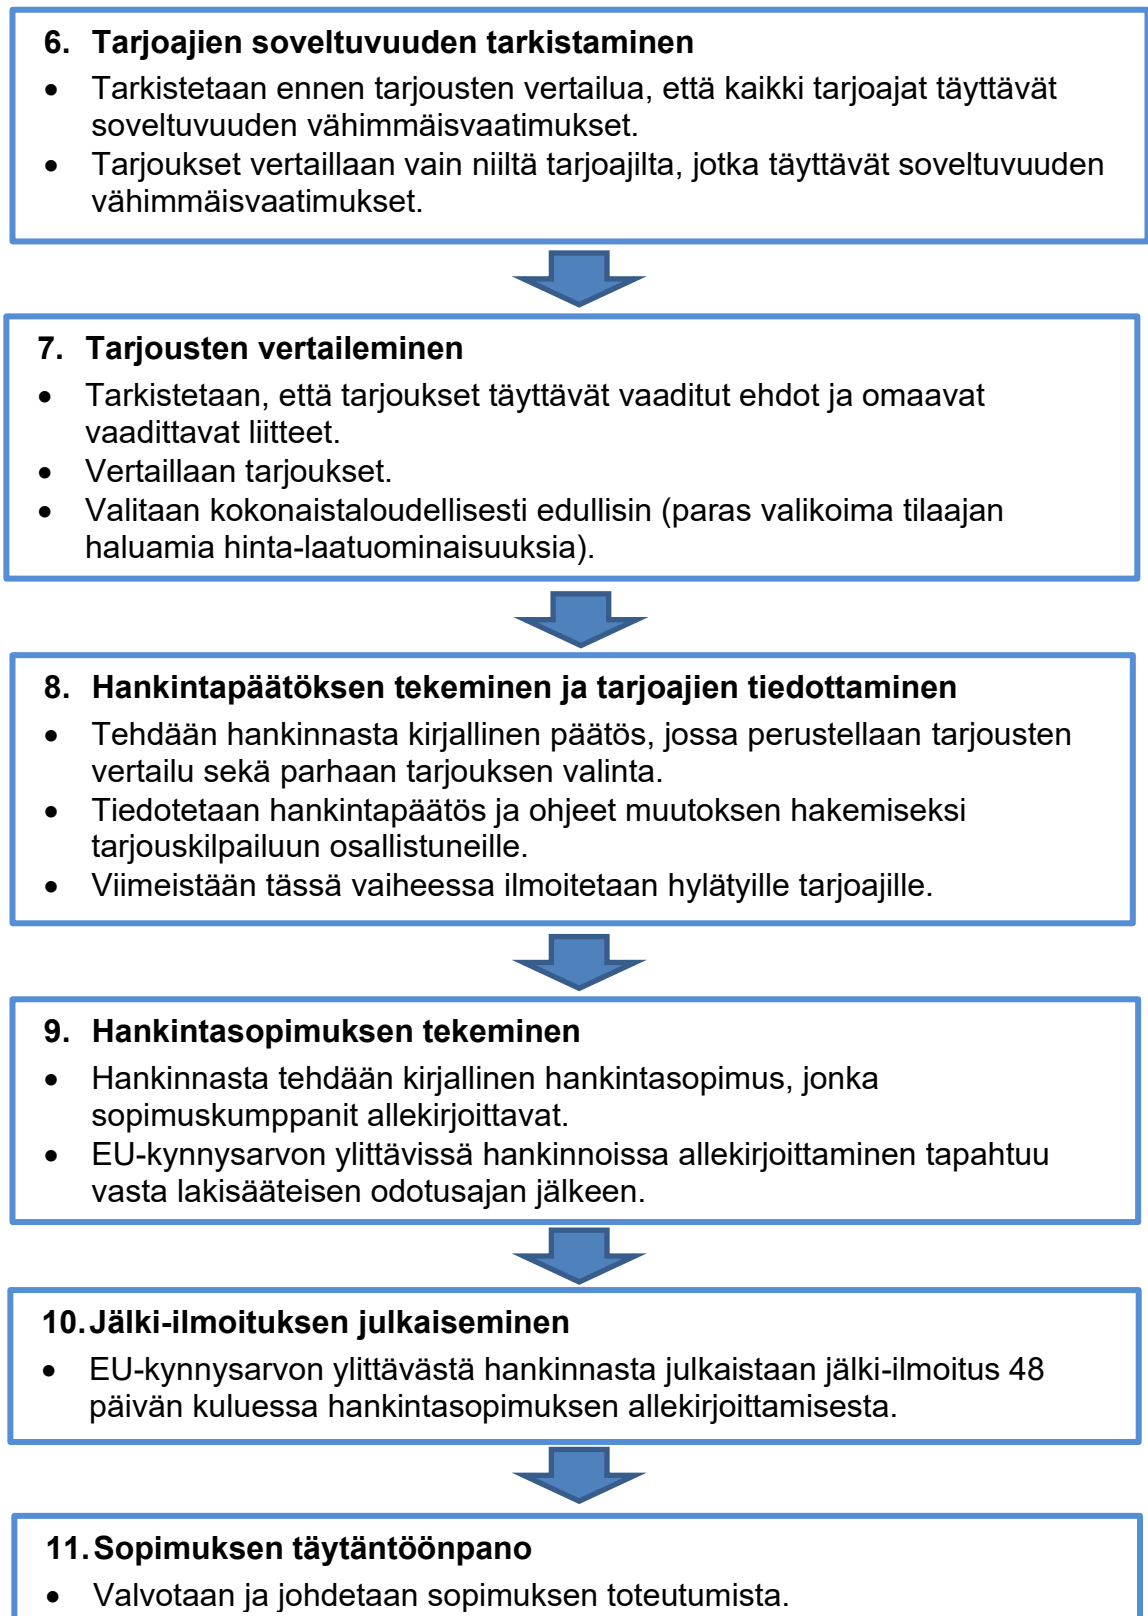 6. Tarjoajien soveltuvuuden tarkistaminen
• Tarkistetaan ennen tarjousten vertailua, että kaikki tarjoajat täyttävät
soveltuvuuden vähimmäisvaatimukset.
• Tarjoukset vertaillaan vain niiltä tarjoajilta, jotka täyttävät soveltuvuuden
vähimmäisvaatimukset.
7. Tarjousten vertaileminen
• Tarkistetaan, että tarjoukset täyttävät vaaditut ehdot ja omaavat
vaadittavat liitteet.
• Vertaillaan tarjoukset.
• Valitaan kokonaistaloudellisesti edullisin (paras valikoima tilaajan
haluamia hinta-laatuominaisuuksia).
8. Hankintapäätöksen tekeminen ja tarjoajien tiedottaminen
• Tehdään hankinnasta kirjallinen päätös, jossa perustellaan tarjousten
vertailu sekä parhaan tarjouksen valinta.
• Tiedotetaan hankintapäätös ja ohjeet muutoksen hakemiseksi
tarjouskilpailuun osallistuneille.
• Viimeistään tässä vaiheessa ilmoitetaan hylätyille tarjoajille.
9. Hankintasopimuksen tekeminen
• Hankinnasta tehdään kirjallinen hankintasopimus, jonka
sopimuskumppanit allekirjoittavat.
• EU-kynnysarvon ylittävissä hankinnoissa allekirjoittaminen tapahtuu
vasta lakisääteisen odotusajan jälkeen.
10. Jälki-ilmoituksen julkaiseminen
• EU-kynnysarvon ylittävästä hankinnasta julkaistaan jälki-ilmoitus 48
päivän kuluessa hankintasopimuksen allekirjoittamisesta.
11. Sopimuksen täytäntöönpano
• Valvotaan ja johdetaan sopimuksen toteutumista.